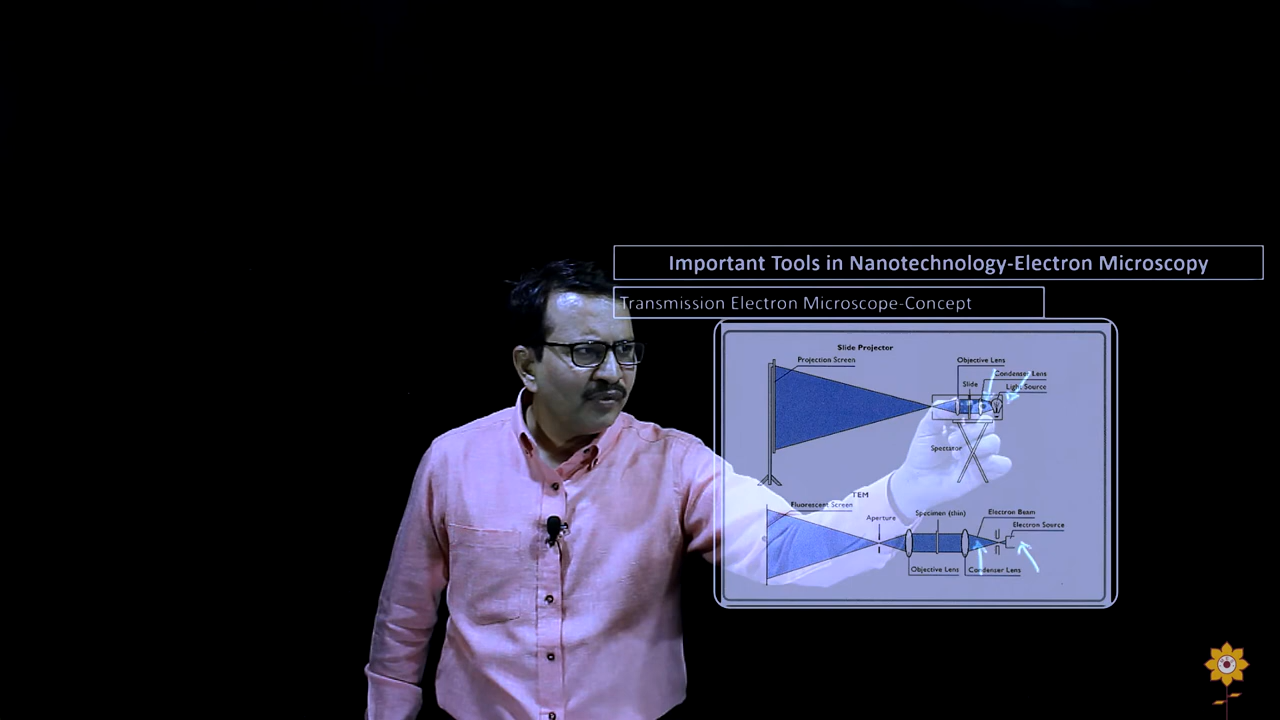 Important Tools in Nanotechnology-Electron Microscopy
Transmission Electron Microscope-Concept
Slide Projector
Projection Screen
Objective Lens
Condenser Lens
Slide
Light Source
Spectator
TEM
Fluorescent Screen
Aperture
Specimen (thin)
Electron Beam
Electron Source
Objective Lens
Condenser Lens